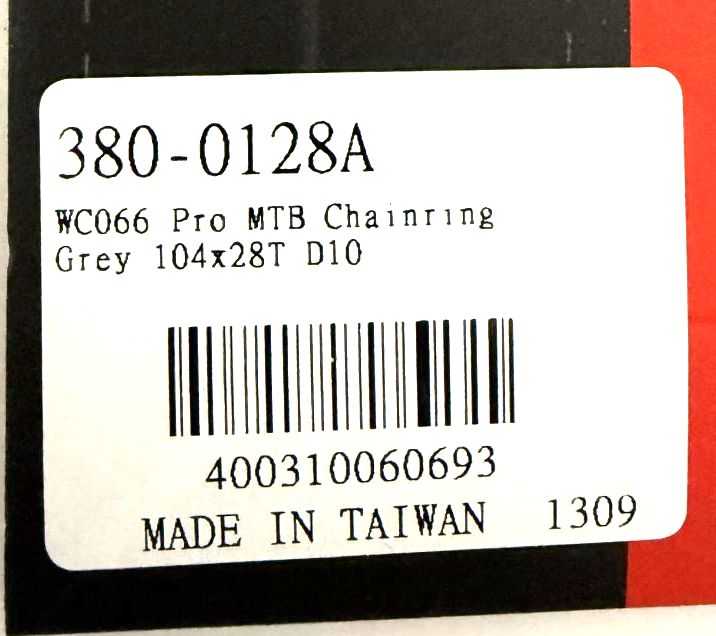 380-0128A
WC066 Pro MTB Chainring
Grey 104x28T D10
400310060693
MADE IN TAIWAN 1309